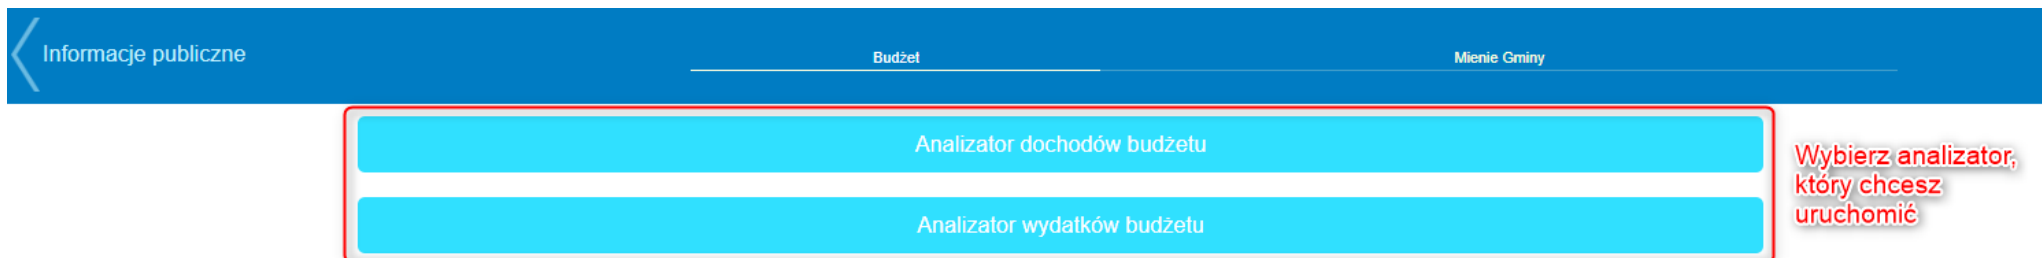 Informacje publiczne
Budżet
Mienie Gminy
Analizator dochodów budżetu
Wybierz analizator,
który chcesz
uruchomić
Analizator wydatków budżetu